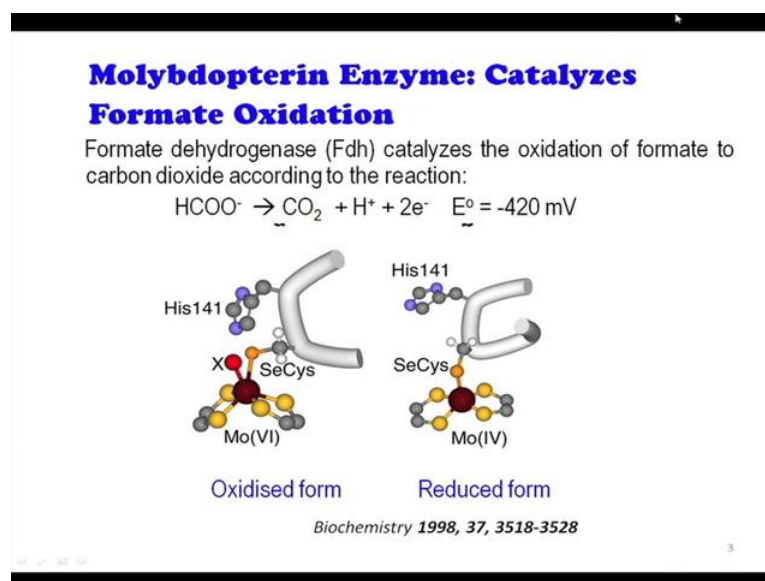 Molybdopterin Enzyme: Catalyzes
Formate Oxidation
Formate dehydrogenase (Fdh) catalyzes the oxidation of formate to
carbon dioxide according to the reaction:
HCOO⁻ → CO₂ + H⁺ + 2e⁻ Eº = -420 mV
His141
His141
X
SeCys
SeCys
Mo(VI)
Mo(IV)
Oxidised form
Reduced form
Biochemistry 1998, 37, 3518-3528
3